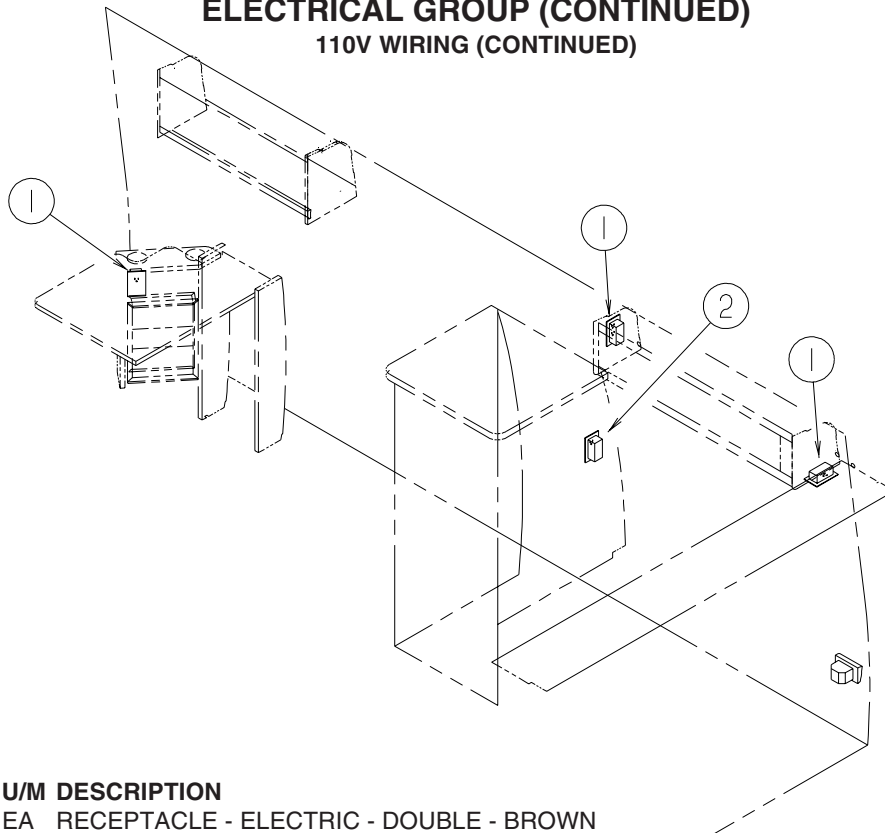 ELECTRICAL GROUP (CONTINUED)
110V WIRING (CONTINUED)
1
1
2
1
U/M DESCRIPTION
EA RECEPTACLE - ELECTRIC - DOUBLE - BROWN